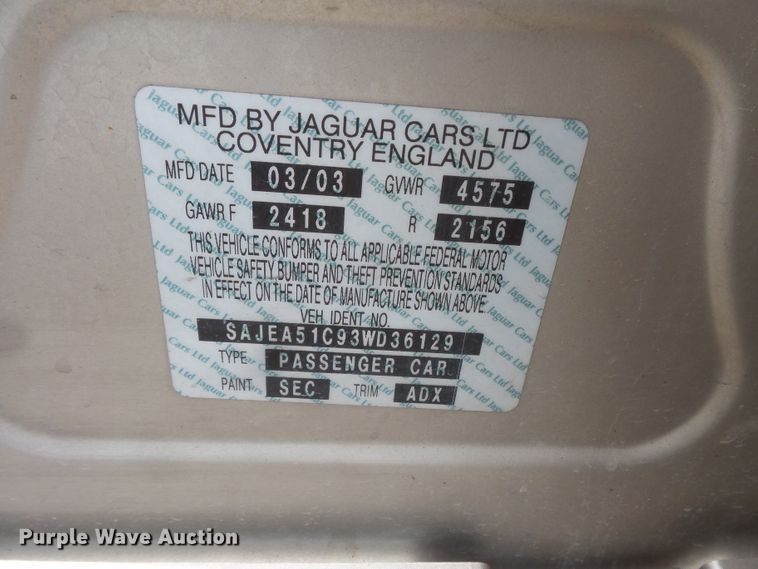 MFD BY JAGUAR CARS LTD
COVENTRY ENGLAND
MFD DATE 03/03 GVWR 4575
GAWR F 2418 R 2156
THIS VEHICLE CONFORMS TO ALL APPLICABLE FEDERAL MOTOR
VEHICLE SAFETY BUMPER AND THEFT PREVENTION STANDARDS
IN EFFECT ON THE DATE OF MANUFACTURE SHOWN ABOVE.
VEH IDENT NO.
SAJEA51C93WD36129
TYPE PASSENGER CAR
PAINT SEC TRIM ADX
Purple Wave Auction